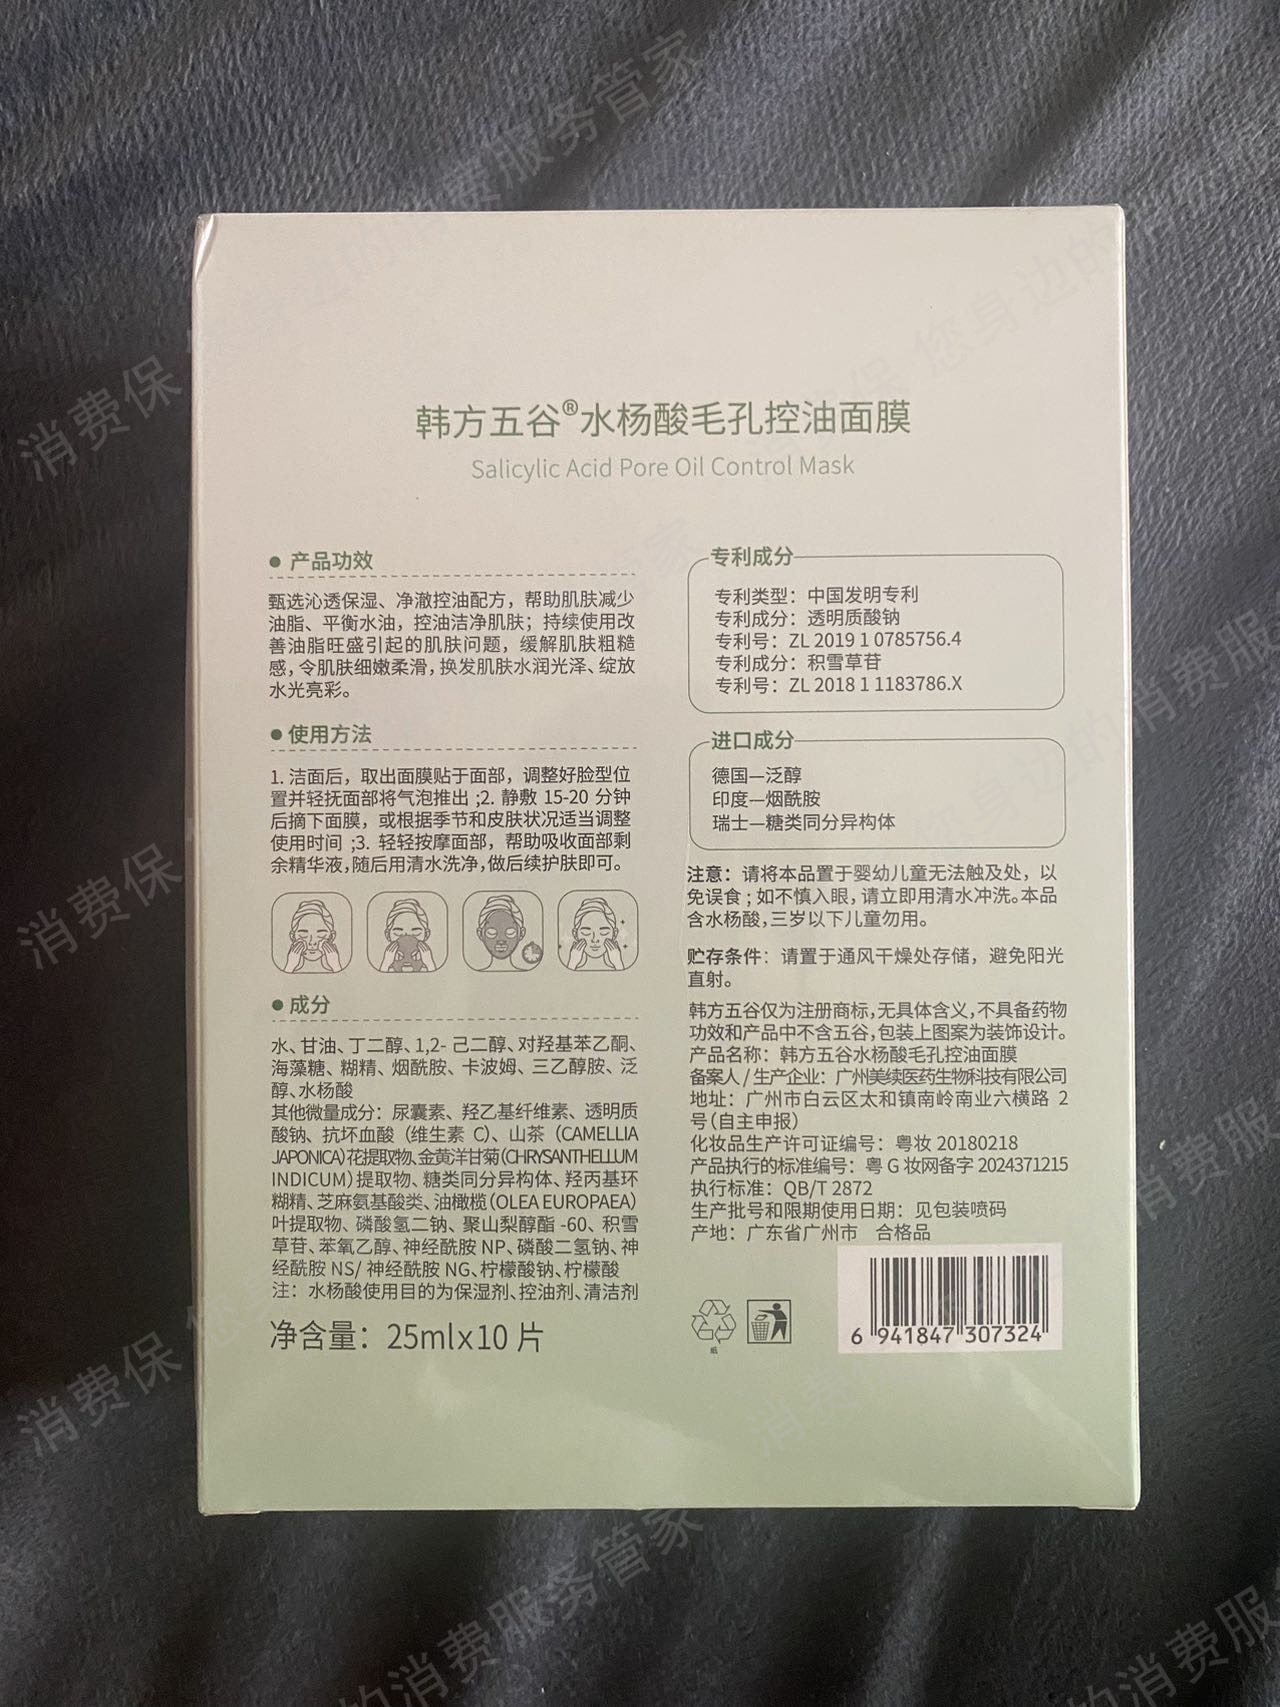 韩方五谷®水杨酸毛孔控油面膜
Salicylic Acid Pore Oil Control Mask
● 产品功效
甄选沁透保湿、净澈控油配方，帮助肌肤减少
油脂、平衡水油，控油洁净肌肤；持续使用改
善油脂旺盛引起的肌肤问题，缓解肌肤粗糙
感，令肌肤细嫩柔滑，换发肌肤水润光泽、绽放
水光亮彩。
● 使用方法
1. 洁面后，取出面膜贴于面部，调整好脸型位
置并轻抚面部将气泡推出 ;2. 静敷 15-20 分钟
后摘下面膜，或根据季节和皮肤状况适当调整
使用时间 ;3. 轻轻按摩面部，帮助吸收面部剩
余精华液，随后用清水洗净，做后续护肤即可。
● 成分
水、甘油、丁二醇、1,2- 己二醇、对羟基苯乙酮、
海藻糖、糊精、烟酰胺、卡波姆、三乙醇胺、泛
醇、水杨酸
其他微量成分：尿囊素、羟乙基纤维素、透明质
酸钠、抗坏血酸（维生素 C）、山茶（CAMELLIA
JAPONICA）花提取物、金黄洋甘菊（CHRYSANTHELLUM
INDICUM）提取物、糖类同分异构体、羟丙基环
糊精、芝麻氨基酸类、油橄榄（OLEA EUROPAEA）
叶提取物、磷酸氢二钠、聚山梨醇酯 -60、积雪
草苷、苯氧乙醇、神经酰胺 NP、磷酸二氢钠、神
经酰胺 NS/ 神经酰胺 NG、柠檬酸钠、柠檬酸
注：水杨酸使用目的为保湿剂、控油剂、清洁剂
净含量：25mlx10 片
专利成分
专利类型：中国发明专利
专利成分：透明质酸钠
专利号：ZL 2019 1 0785756.4
专利成分：积雪草苷
专利号：ZL 2018 1 1183786.X
进口成分
德国—泛醇
印度—烟酰胺
瑞士—糖类同分异构体
注意：请将本品置于婴幼儿童无法触及处，以
免误食；如不慎入眼，请立即用清水冲洗。本品
含水杨酸，三岁以下儿童勿用。
贮存条件：请置于通风干燥处存储，避免阳光
直射。
韩方五谷仅为注册商标，无具体含义，不具备药物
功效和产品中不含五谷，包装上图案为装饰设计。
产品名称：韩方五谷水杨酸毛孔控油面膜
备案人 / 生产企业：广州美续医药生物科技有限公司
地址：广州市白云区太和镇南岭南业六横路 2
号（自主申报）
化妆品生产许可证编号：粤妆 20180218
产品执行的标准编号：粤 G 妆网备字 2024371215
执行标准：QB/T 2872
生产批号和限期使用日期：见包装喷码
产地：广东省广州市 合格品
纸
6 941847 307324
消费保 您身边的消费服务管家